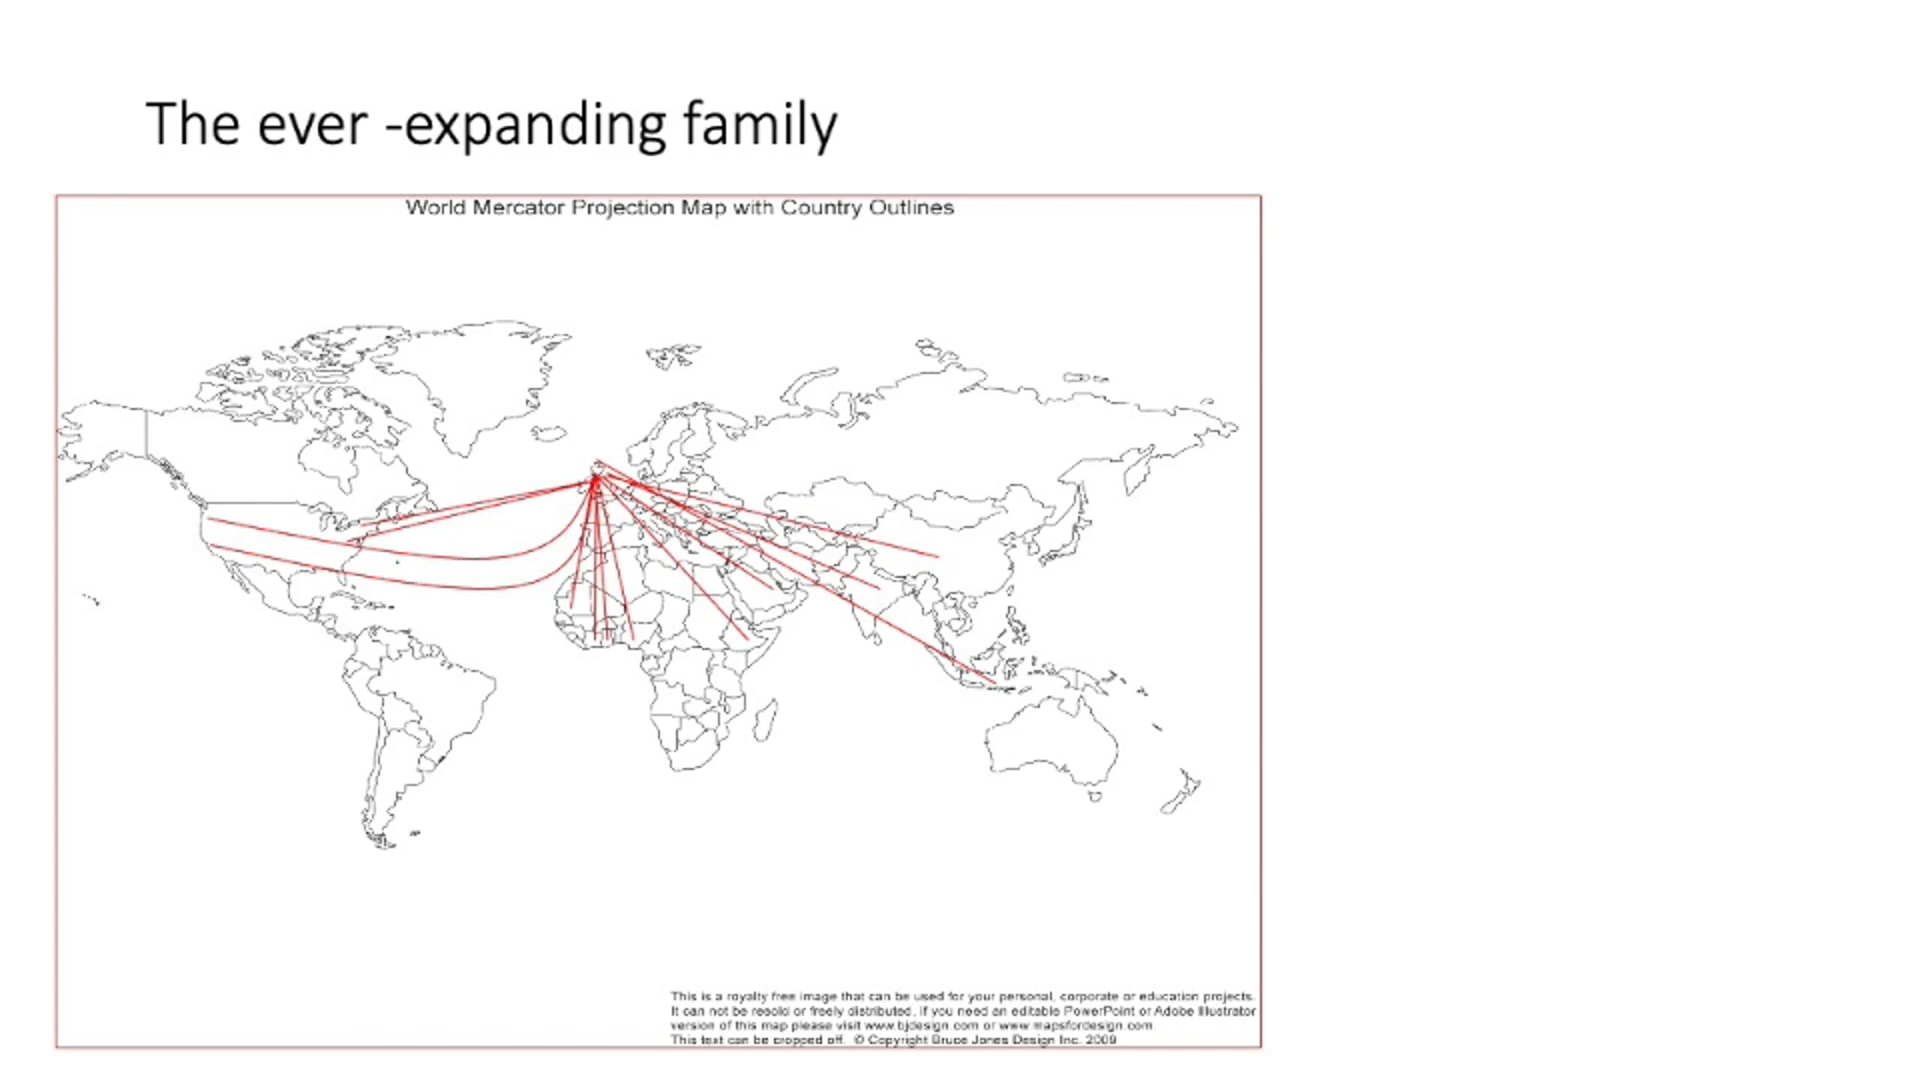 The ever -expanding family
World Mercator Projection Map with Country Outlines
This is a royalty free image that can be used for your personal, corporate or education projects.
It can not be resold or freely distributed, if you need an editable PowerPoint or Adobe Illustrator
version of this map please visit www.bjdesign.com or www.mapsfordesign.com.
This text can be cropped off. © Copyright Bruce Jones Design Inc. 2009